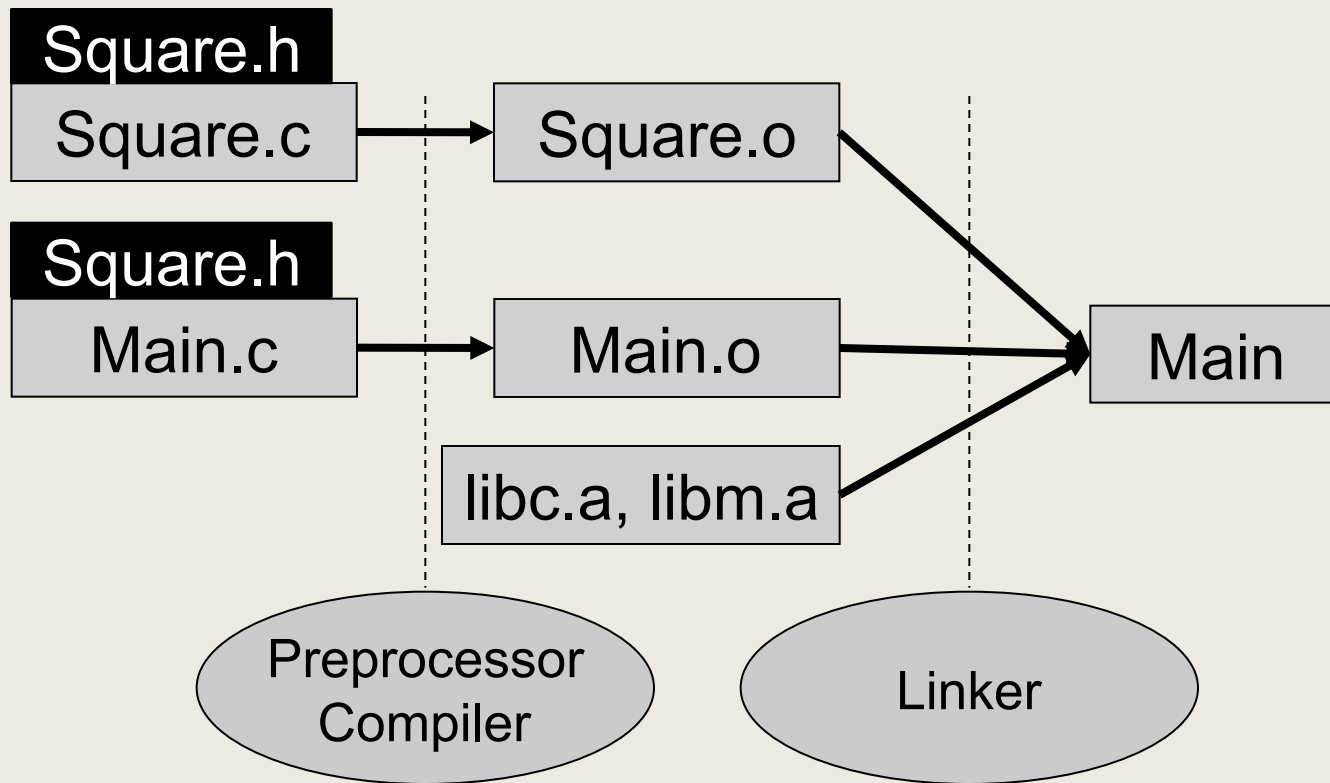 Square.h
Square.c
Square.o
Square.h
Main.c
Main.o
Main
libc.a, libm.a
Preprocessor
Compiler
Linker